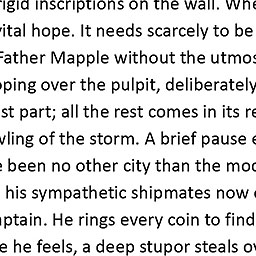 rigid inscriptions on the wall. Whe
vital hope. It needs scarcely to be
Father Mapple without the utmos
ping over the pulpit, deliberately
st part; all the rest comes in its re
wling of the storm. A brief pause e
been no other city than the mod
his sympathetic shipmates now
ptain. He rings every coin to find
he feels, a deep stupor steals ov